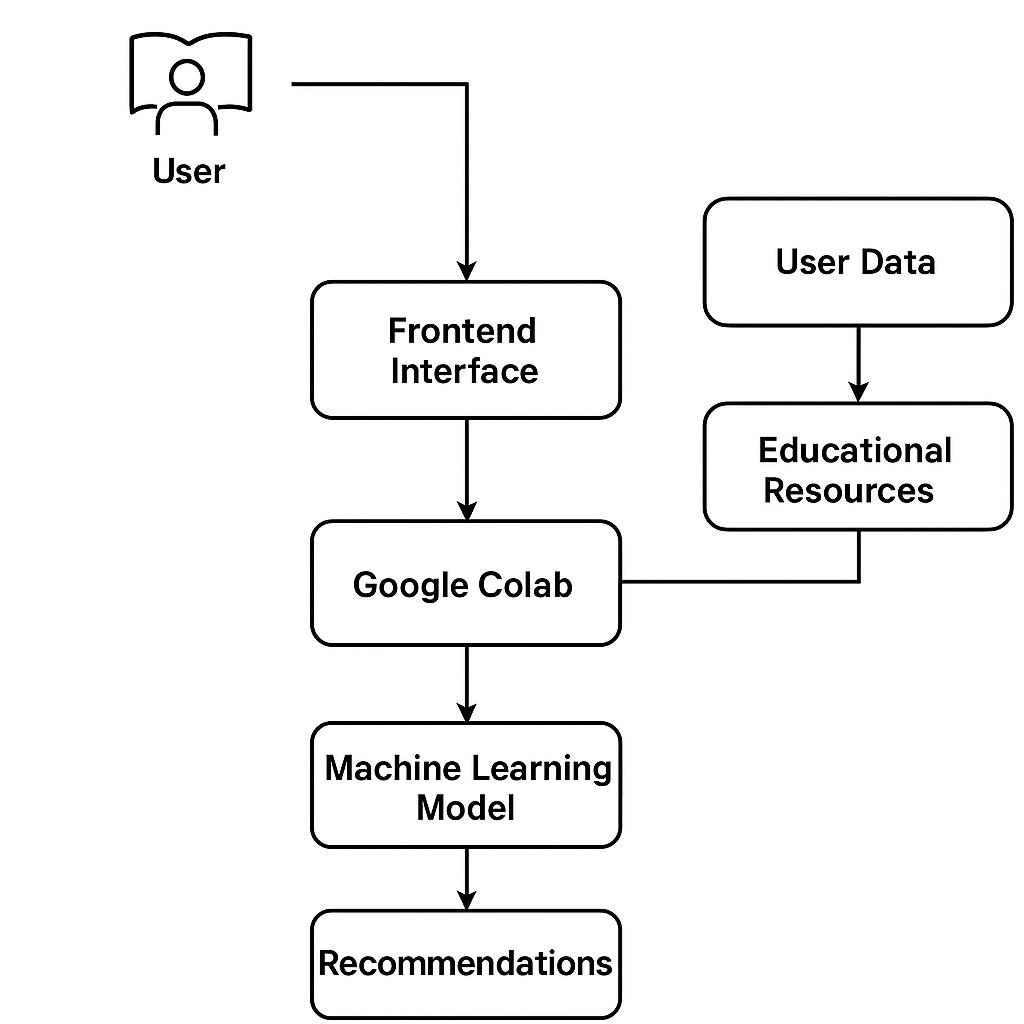 User
User Data
Frontend
Interface
Educational
Resources
Google Colab
Machine Learning
Model
Recommendations